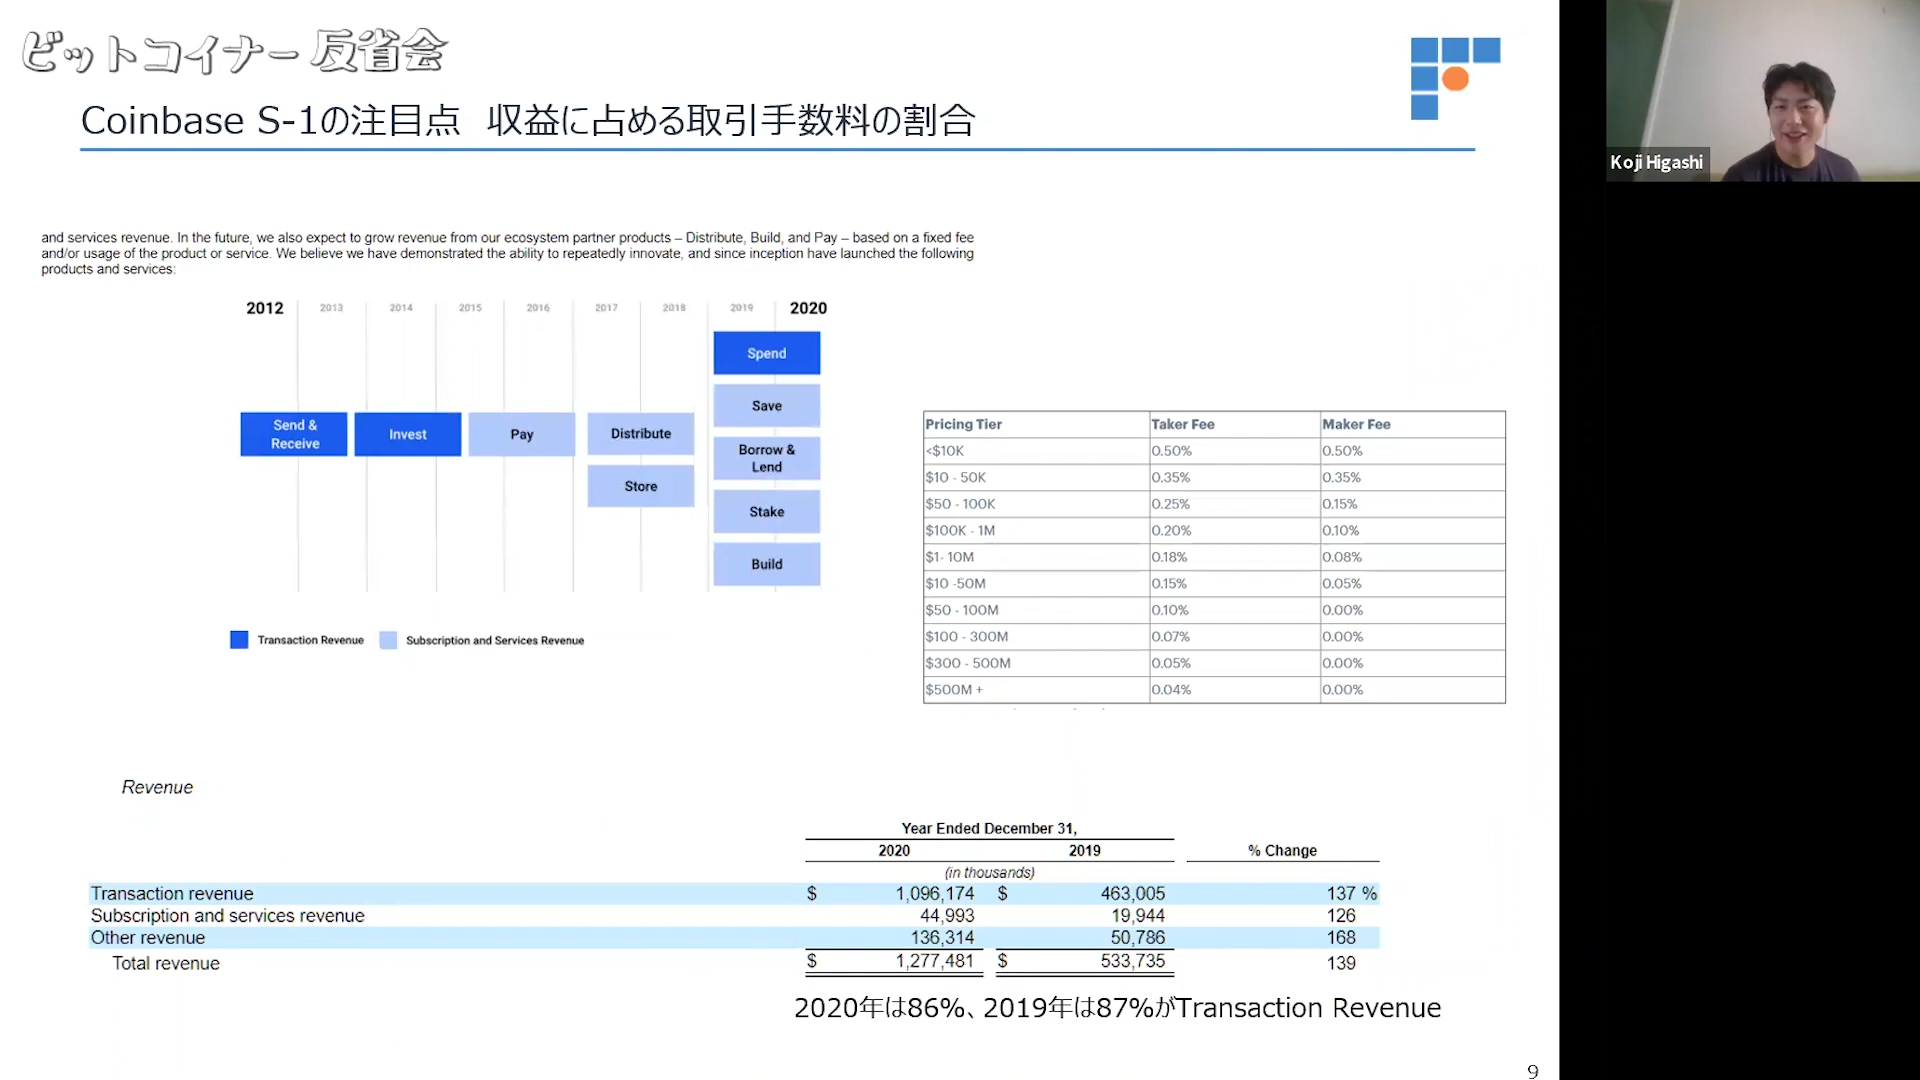 ビットコイナー反省会
Coinbase S-1の注目点 収益に占める取引手数料の割合
Koji Higashi
and services revenue. In the future, we also expect to grow revenue from our ecosystem partner products – Distribute, Build, and Pay – based on a fixed fee
and/or usage of the product or service. We believe we have demonstrated the ability to repeatedly innovate, and since inception have launched the following
products and services:
2012 2013 2014 2015 2016 2017 2018 2019 2020
Spend
Save
Send &
Receive
Invest
Pay
Distribute
Borrow &
Lend
Store
Stake
Build
Transaction Revenue Subscription and Services Revenue
Pricing Tier Taker Fee Maker Fee
<$10K 0.50% 0.50%
$10 - 50K 0.35% 0.35%
$50 - 100K 0.25% 0.15%
$100K - 1M 0.20% 0.10%
$1- 10M 0.18% 0.08%
$10 -50M 0.15% 0.05%
$50 - 100M 0.10% 0.00%
$100 - 300M 0.07% 0.00%
$300 - 500M 0.05% 0.00%
$500M + 0.04% 0.00%
Revenue
Year Ended December 31,
2020 2019 % Change
(in thousands)
Transaction revenue $ 1,096,174 $ 463,005 137 %
Subscription and services revenue 44,993 19,944 126
Other revenue 136,314 50,786 168
Total revenue $ 1,277,481 $ 533,735 139
2020年は86%、2019年は87%がTransaction Revenue
9